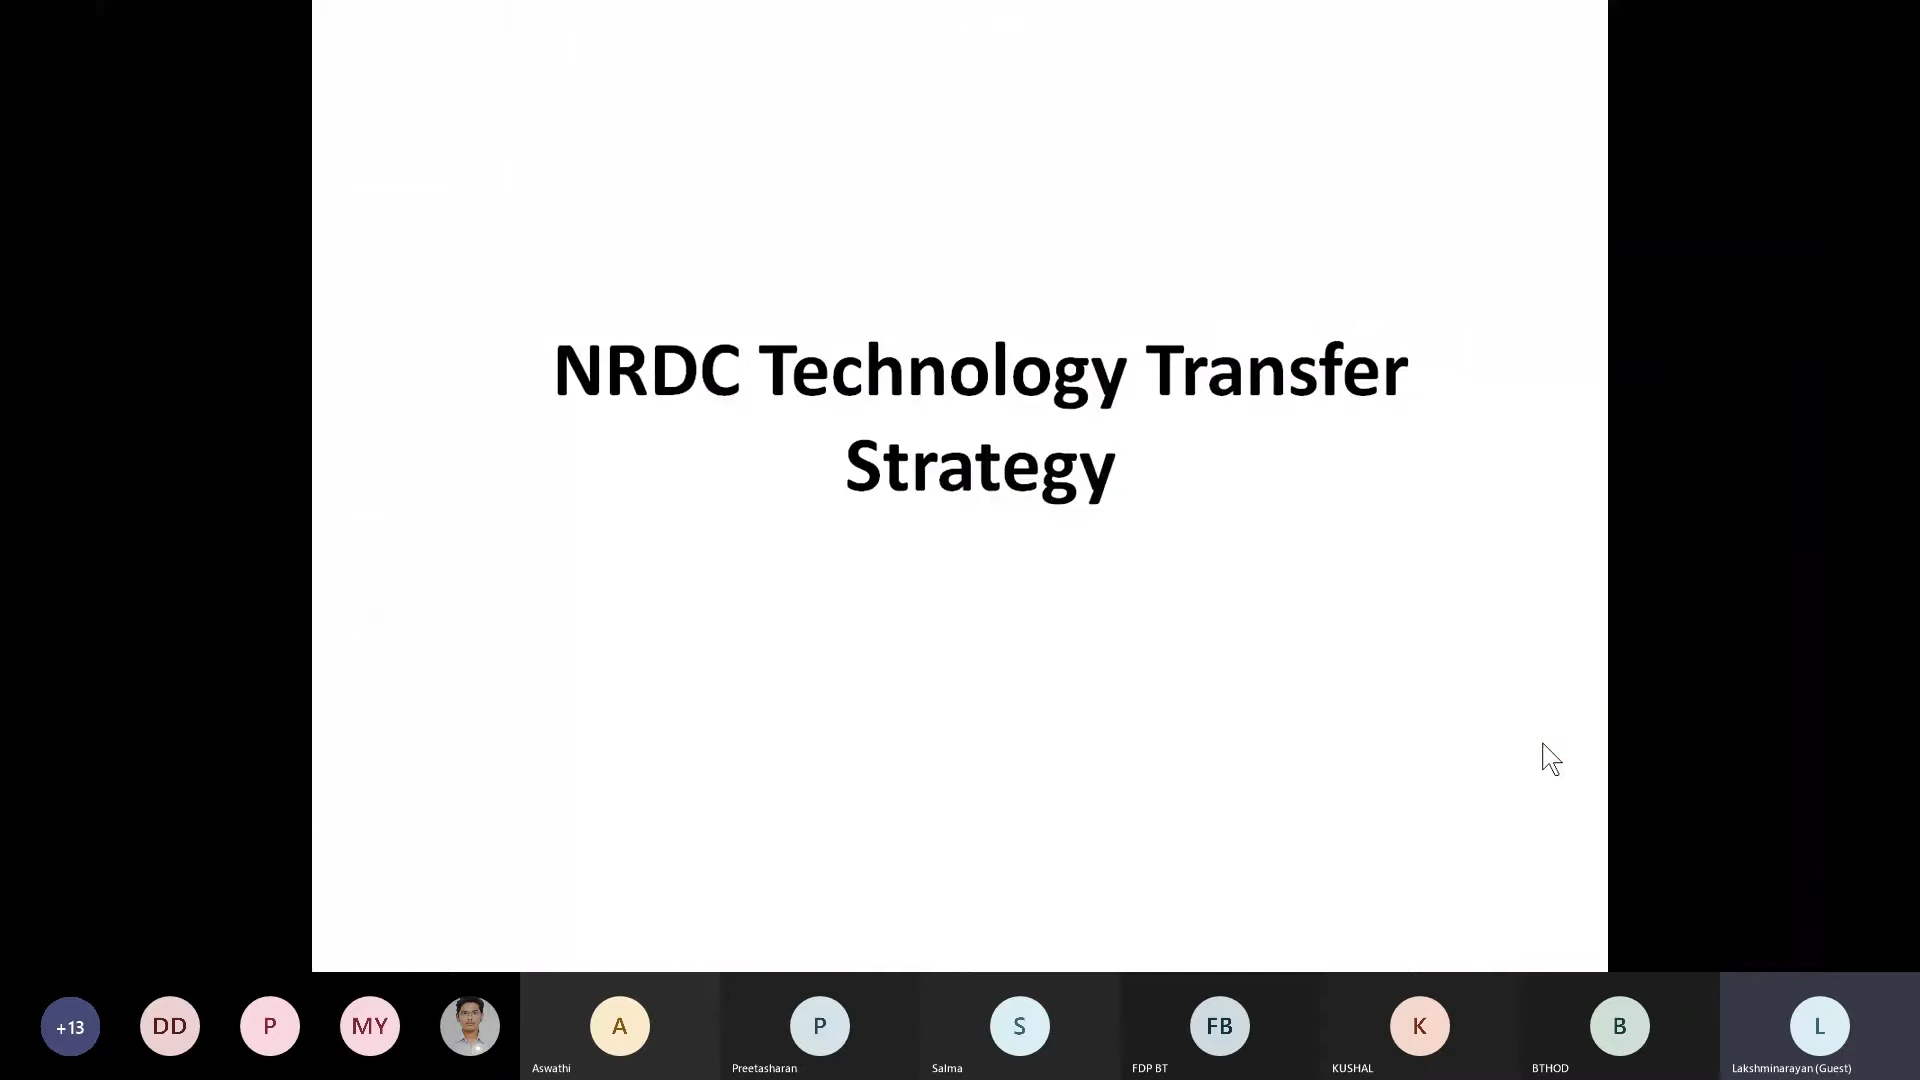 NRDC Technology Transfer
Strategy
+13
DD
P
MY
A
P
S
FB
K
B
L
Aswathi
Preetasharan
Salma
FDP BT
KUSHAL
BTHOD
Lakshminarayan (Guest)